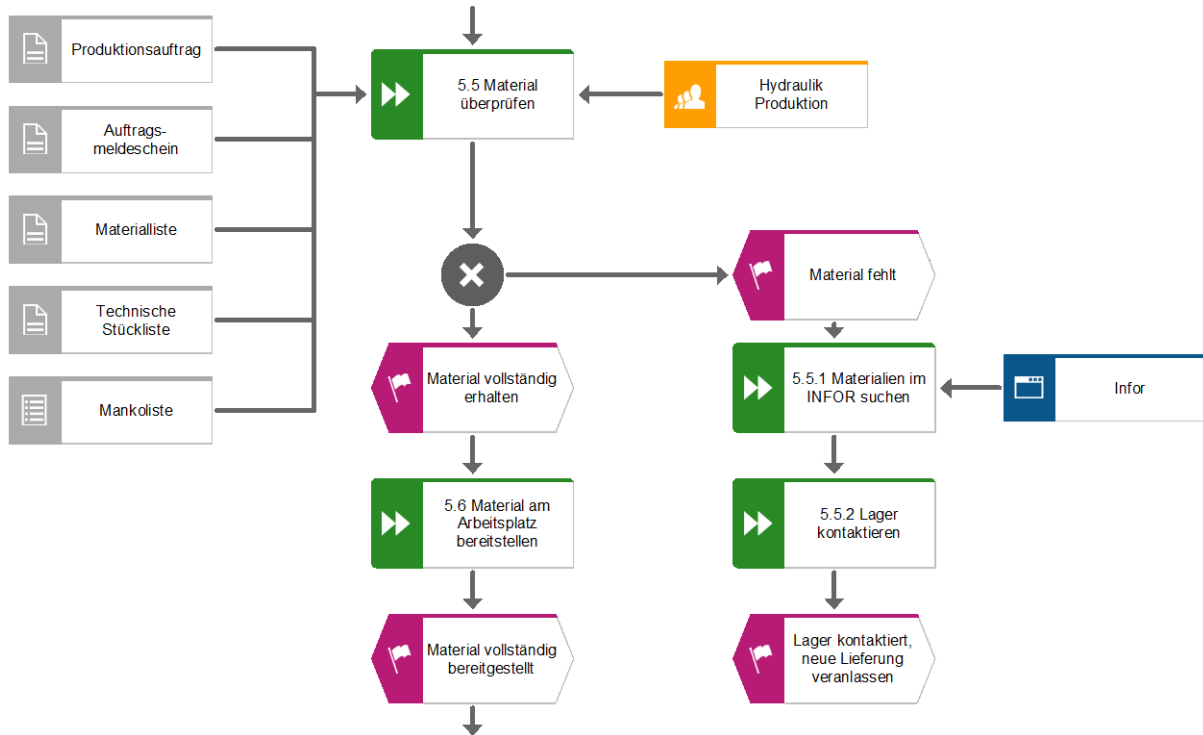 Produktionsauftrag
5.5 Material
überprüfen
Hydraulik
Produktion
Auftrags-
meldeschein
Materialliste
Material fehlt
Technische
Stückliste
Material vollständig
erhalten
5.5.1 Materialien im
INFOR suchen
Infor
Mankoliste
5.6 Material am
Arbeitsplatz
bereitstellen
5.5.2 Lager
kontaktieren
Material vollständig
bereitgestellt
Lager kontaktiert,
neue Lieferung
veranlassen